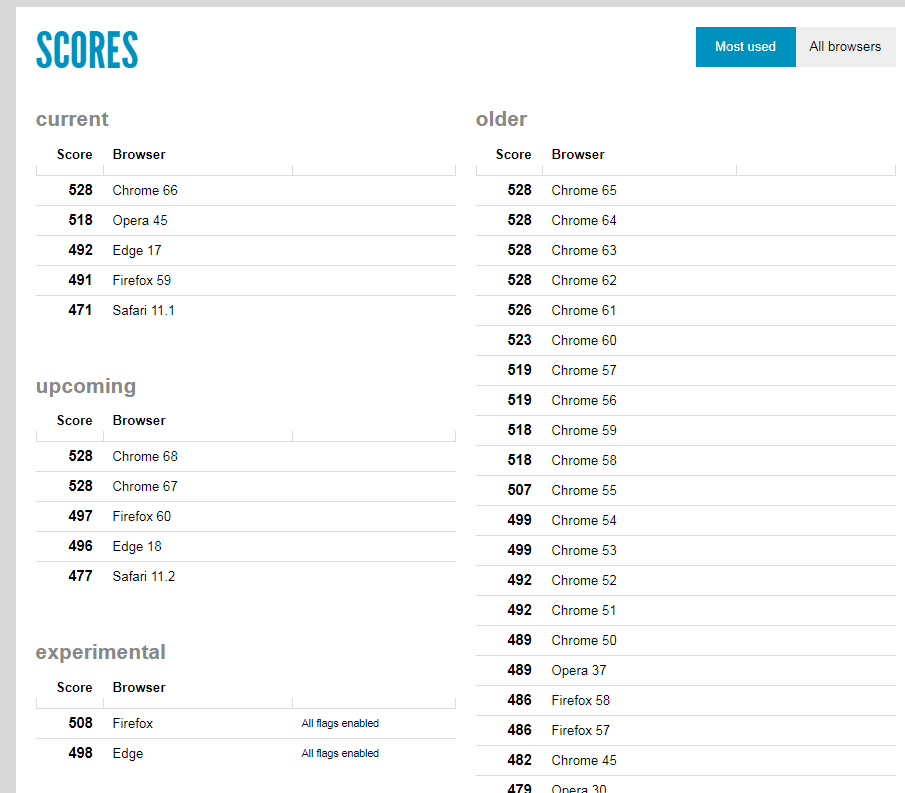 SCORES
Most used
All browsers
current
Score Browser
528 Chrome 66
518 Opera 45
492 Edge 17
491 Firefox 59
471 Safari 11.1
upcoming
Score Browser
528 Chrome 68
528 Chrome 67
497 Firefox 60
496 Edge 18
477 Safari 11.2
experimental
Score Browser
508 Firefox All flags enabled
498 Edge All flags enabled
older
Score Browser
528 Chrome 65
528 Chrome 64
528 Chrome 63
528 Chrome 62
526 Chrome 61
523 Chrome 60
519 Chrome 57
519 Chrome 56
518 Chrome 59
518 Chrome 58
507 Chrome 55
499 Chrome 54
499 Chrome 53
492 Chrome 52
492 Chrome 51
489 Chrome 50
489 Opera 37
486 Firefox 58
486 Firefox 57
482 Chrome 45
479 Opera 30